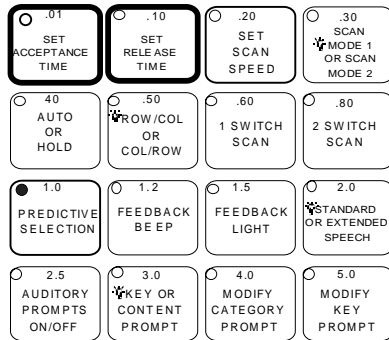 .01
SET
ACCEPTANCE
TIME
.10
SET
RELEASE
TIME
.20
SET
SCAN
SPEED
.30
SCAN
MODE 1
OR SCAN
MODE 2
40
AUTO
OR
HOLD
.50
ROW/COL
OR
COL/ROW
.60
1 SWITCH
SCAN
.80
2 SWITCH
SCAN
1.0
PREDICTIVE
SELECTION
1.2
FEEDBACK
BEEP
1.5
FEEDBACK
LIGHT
2.0
STANDARD
OR EXTENDED
SPEECH
2.5
AUDITORY
PROMPTS
ON/OFF
3.0
KEY OR
CONTENT
PROMPT
4.0
MODIFY
CATEGORY
PROMPT
5.0
MODIFY
KEY
PROMPT